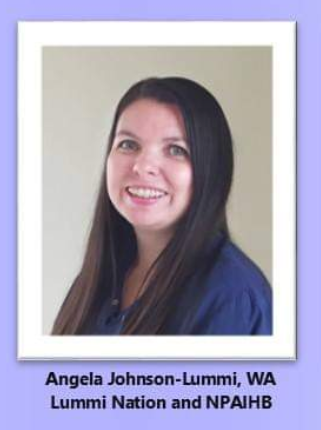 Angela Johnson-Lummi, WA
Lummi Nation and NPAIHB